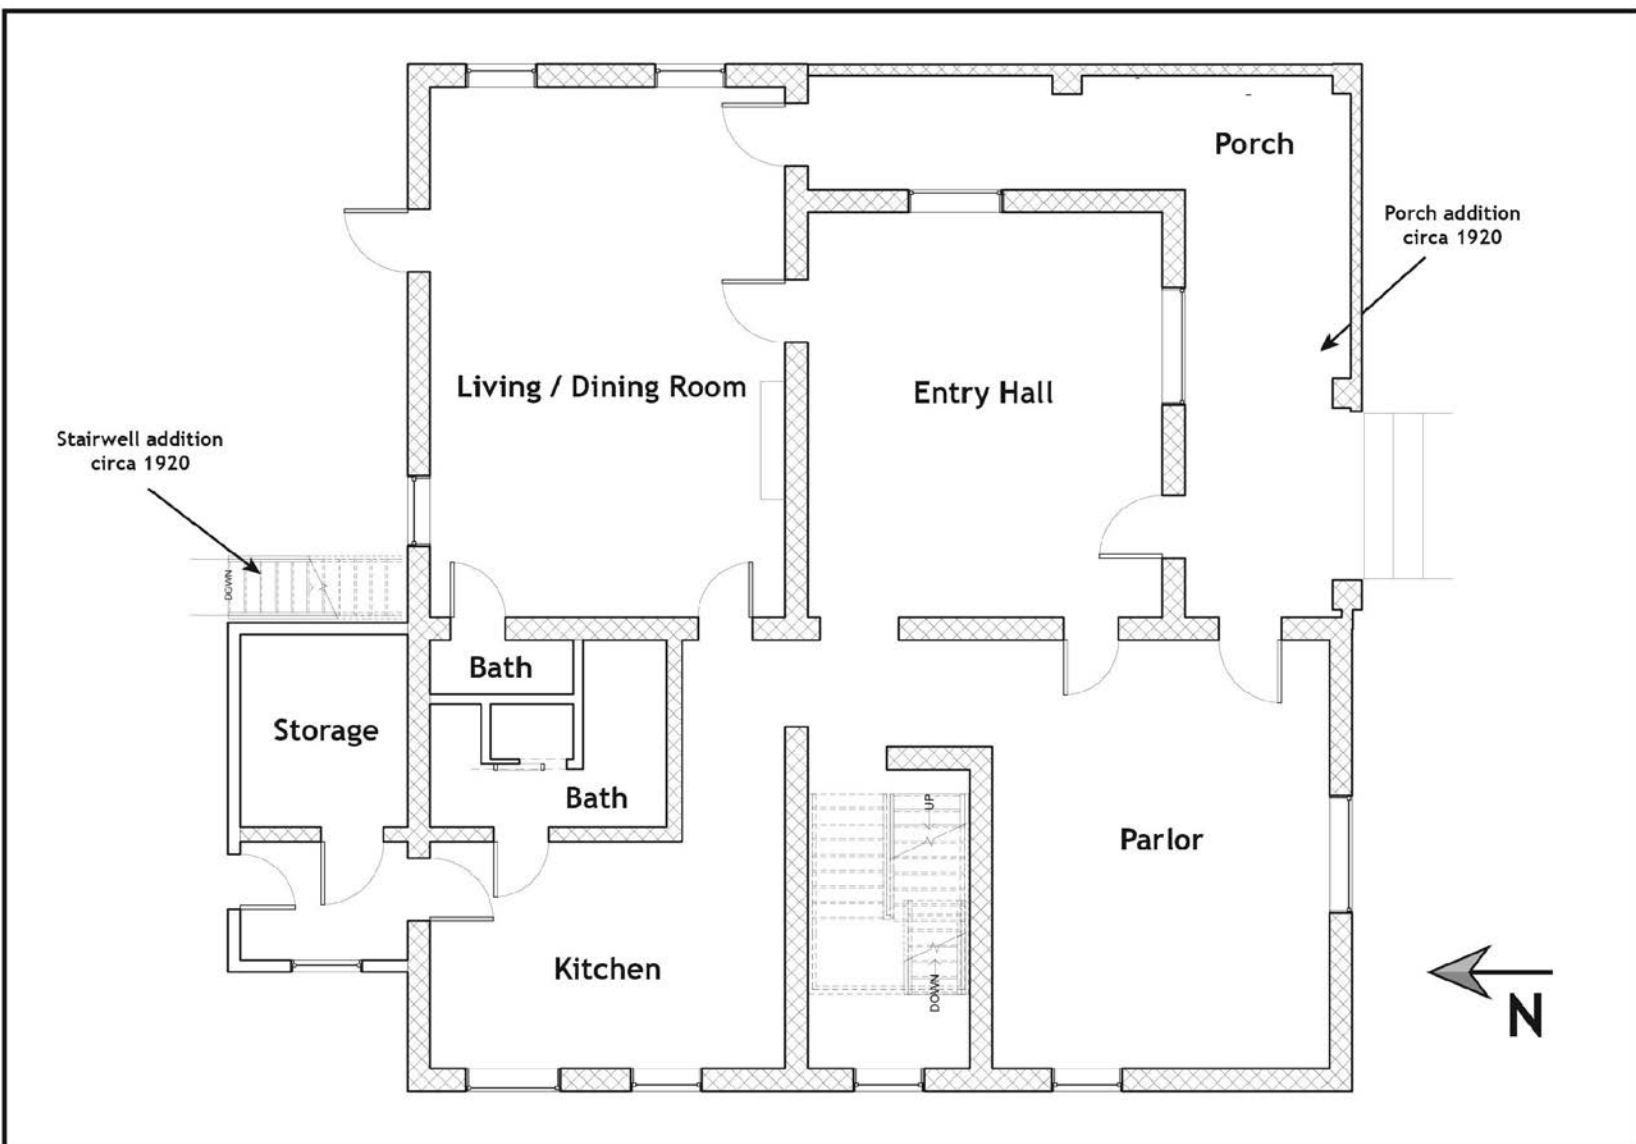 Porch
Porch addition
circa 1920
Living / Dining Room
Entry Hall
Stairwell addition
circa 1920
DOWN
Bath
Storage
Bath
UP
Parlor
Kitchen
DOWN
N